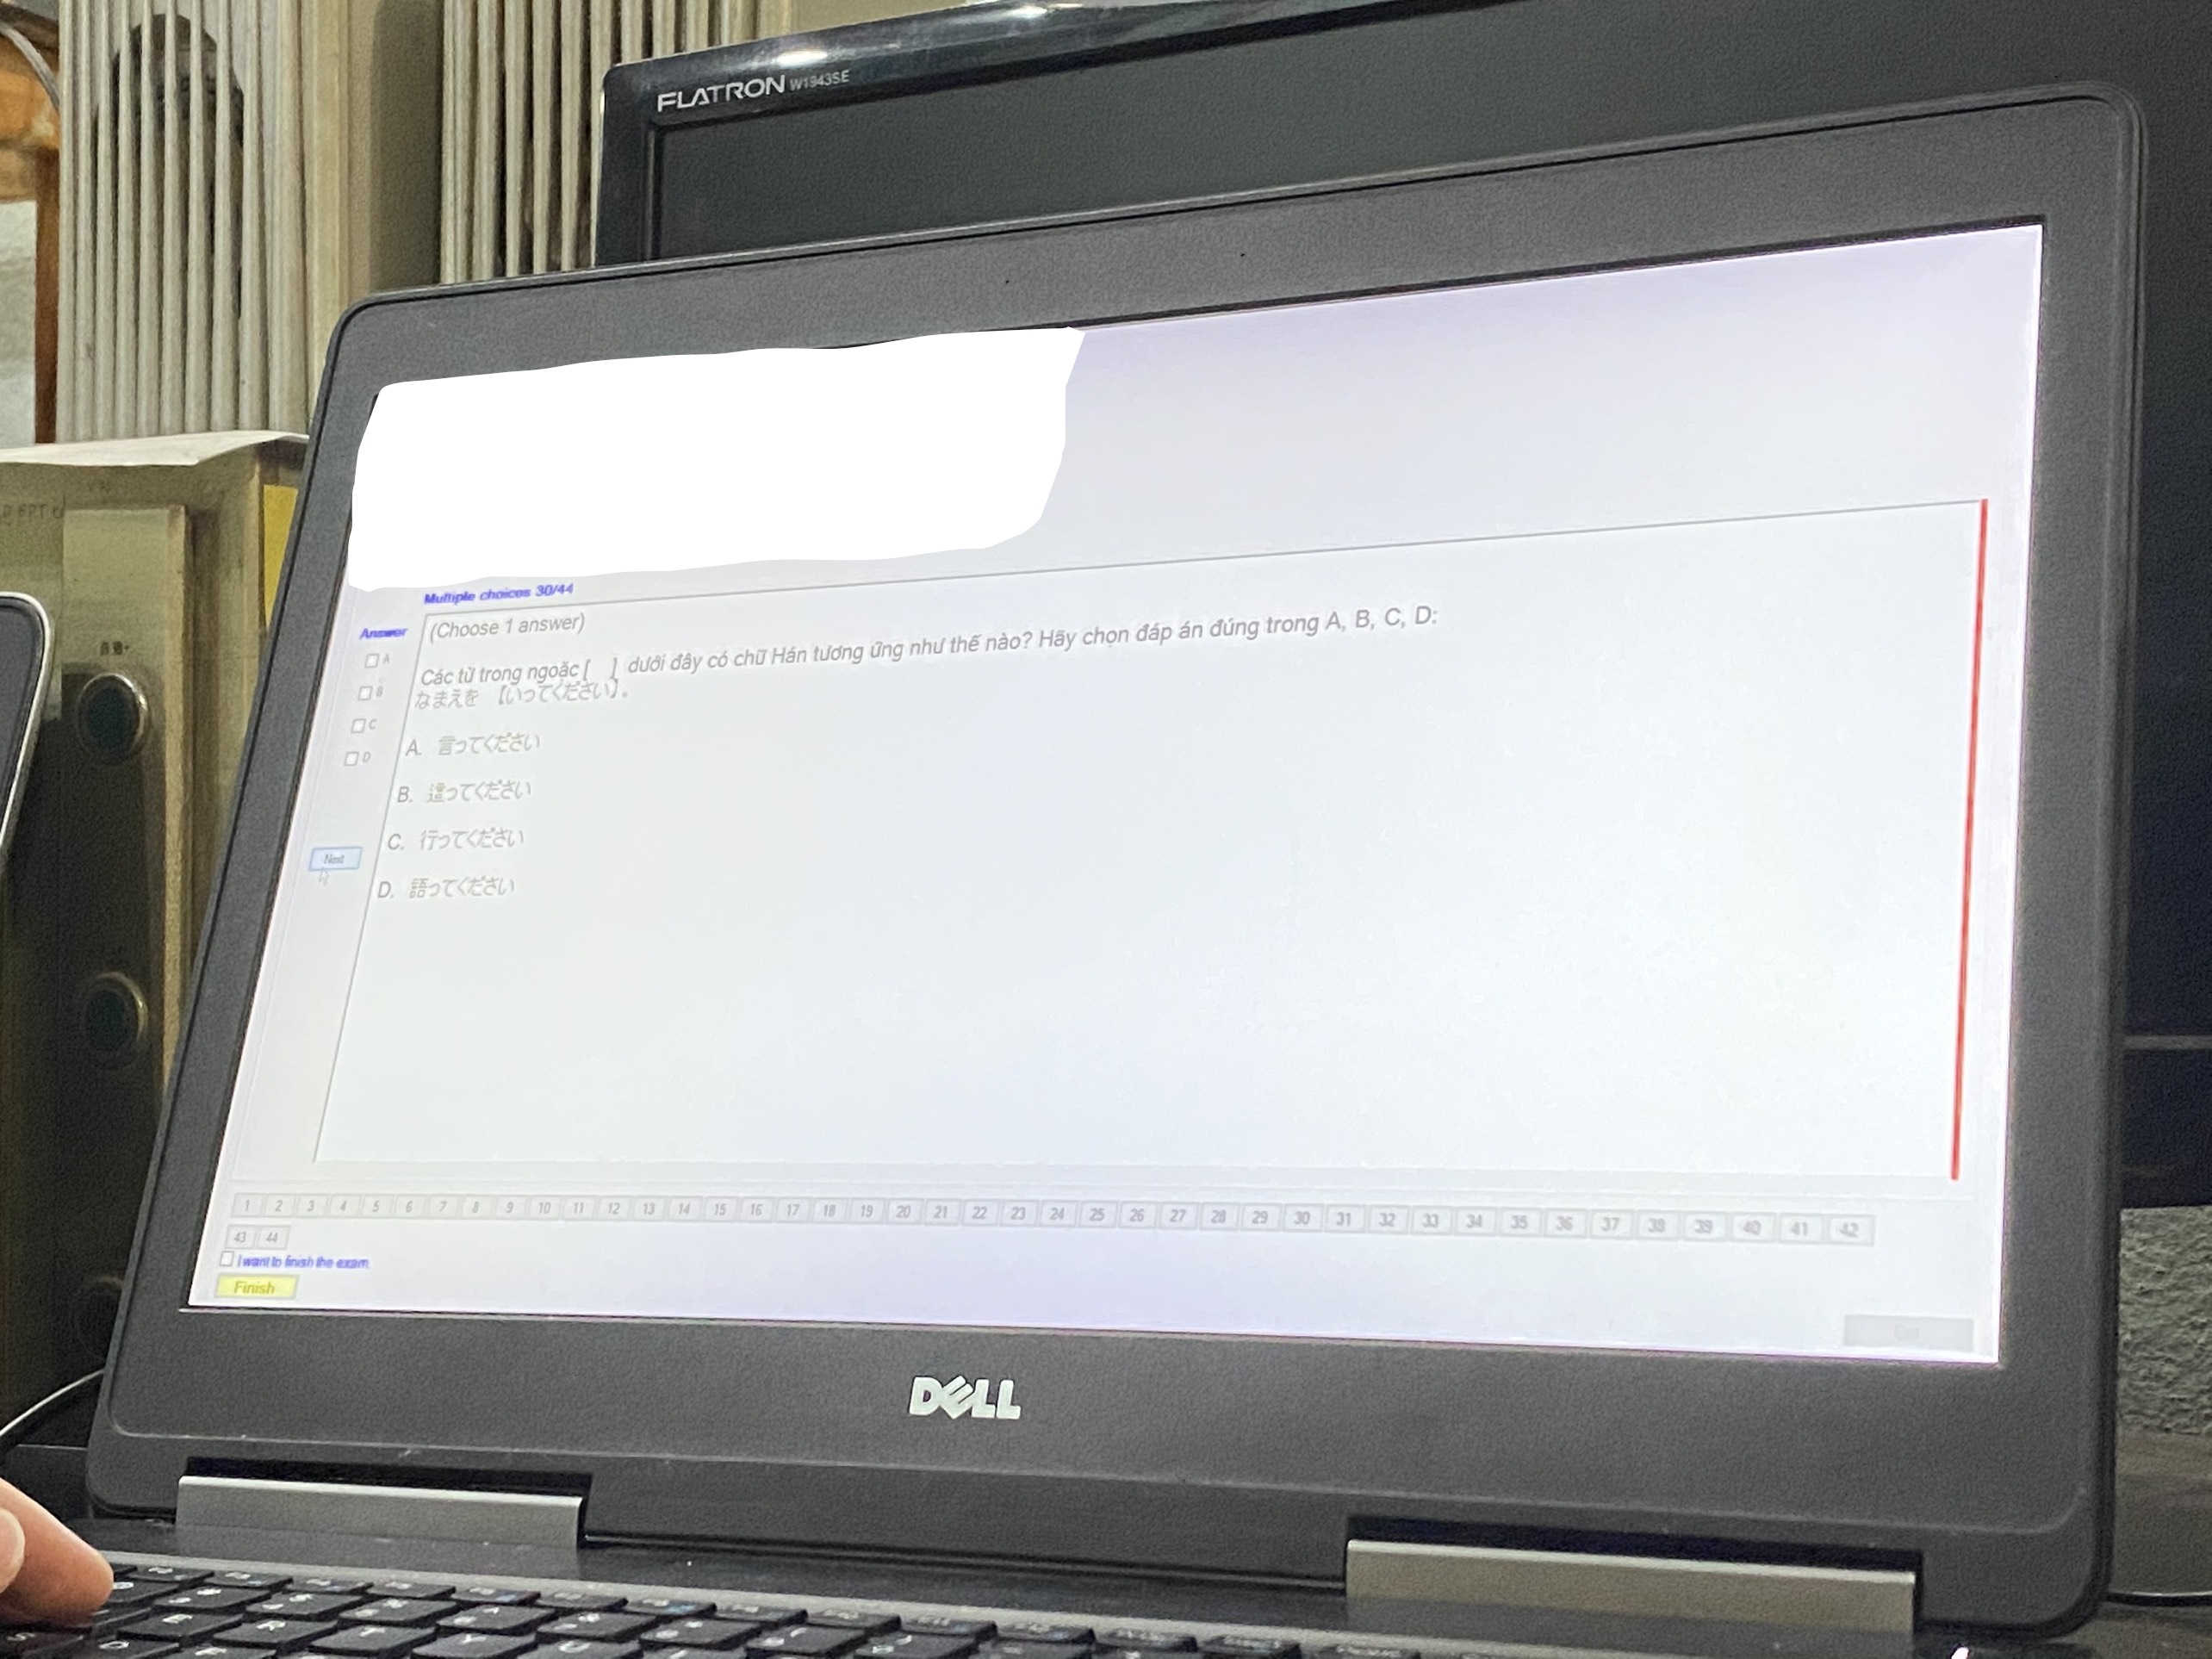 FLATRON W1943SE
Multiple choices 30/44
Answer
(Choose 1 answer)
Các từ trong ngoặc [ ] dưới đây có chữ Hán tương ứng như thế nào? Hãy chọn đáp án đúng trong A, B, C, D:
なまえを 【いってください】。
A
B
C
D
A. 言ってください
B. 這ってください
C. 行ってください
D. 語ってください
Next
1 2 3 4 5 6 7 8 9 10 11 12 13 14 15 16 17 18 19 20 21 22 23 24 25 26 27 28 29 30 31 32 33 34 35 36 37 38 39 40 41 42
43 44
I want to finish the exam.
Finish
DELL
E R T Y U
D F